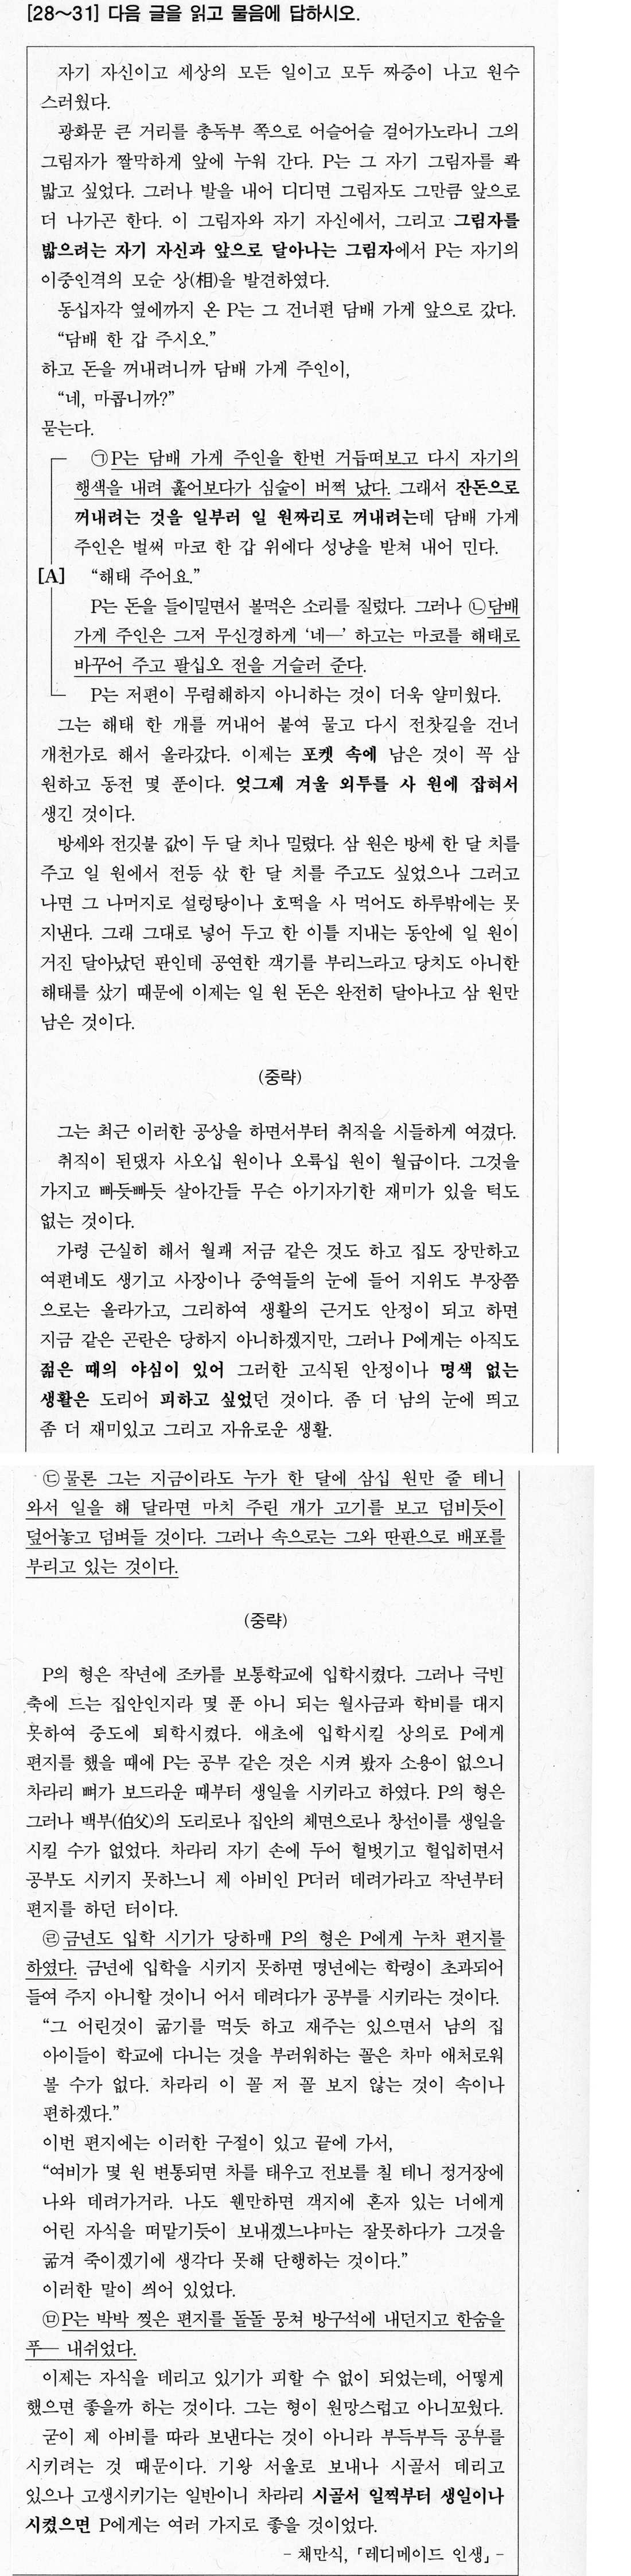 [28~31] 다음 글을 읽고 물음에 답하시오.
자기 자신이고 세상의 모든 일이고 모두 짜증이 나고 원수
스러웠다.
광화문 큰 거리를 총독부 쪽으로 어슬어슬 걸어가노라니 그의
그림자가 짤막하게 앞에 누워 간다. P는 그 자기 그림자를 콱
밟고 싶었다. 그러나 발을 내어 디디면 그림자도 그만큼 앞으로
더 나가곤 한다. 이 그림자와 자기 자신에서, 그리고 그림자를
밟으려는 자기 자신과 앞으로 달아나는 그림자에서 P는 자기의
이중인격의 모순 상(相)을 발견하였다.
동십자각 옆에까지 온 P는 그 건너편 담배 가게 앞으로 갔다.
“담배 한 갑 주시오.”
하고 돈을 꺼내려니까 담배 가게 주인이,
“네, 마콥니까?”
묻는다.
㉠P는 담배 가게 주인을 한번 거듭떠보고 다시 자기의
행색을 내려 훑어보다가 심술이 버쩍 났다. 그래서 잔돈으로
꺼내려는 것을 일부러 일 원짜리로 꺼내려는데 담배 가게
주인은 벌써 마코 한 갑 위에다 성냥을 받쳐 내어 민다.
[A] “해태 주어요.”
P는 돈을 들이밀면서 볼먹은 소리를 질렀다. 그러나 ㉡담배
가게 주인은 그저 무신경하게 ‘네―’ 하고는 마코를 해태로
바꾸어 주고 팔십오 전을 거슬러 준다.
P는 저편이 무렴해하지 아니하는 것이 더욱 얄미웠다.
그는 해태 한 개를 꺼내어 붙여 물고 다시 전찻길을 건너
개천가로 해서 올라갔다. 이제는 포켓 속에 남은 것이 꼭 삼
원하고 동전 몇 푼이다. 엊그제 겨울 외투를 사 원에 잡혀서
생긴 것이다.
방세와 전깃불 값이 두 달 치나 밀렸다. 삼 원은 방세 한 달 치를
주고 일 원에서 전등 삯 한 달 치를 주고도 싶었으나 그러고
나면 그 나머지로 설렁탕이나 호떡을 사 먹어도 하루밖에는 못
지낸다. 그래 그대로 넣어 두고 한 이틀 지내는 동안에 일 원이
거진 달아났던 판인데 공연한 객기를 부리느라고 당치도 아니한
해태를 샀기 때문에 이제는 일 원 돈은 완전히 달아나고 삼 원만
남은 것이다.
(중략)
그는 최근 이러한 공상을 하면서부터 취직을 시들하게 여겼다.
취직이 된댔자 사오십 원이나 오륙십 원이 월급이다. 그것을
가지고 빠듯빠듯 살아간들 무슨 아기자기한 재미가 있을 턱도
없는 것이다.
가령 근실히 해서 월괘 저금 같은 것도 하고 집도 장만하고
여편네도 생기고 사장이나 중역들의 눈에 들어 지위도 부장쯤
으로는 올라가고, 그리하여 생활의 근거도 안정이 되고 하면
지금 같은 곤란은 당하지 아니하겠지만, 그러나 P에게는 아직도
젊은 때의 야심이 있어 그러한 고식된 안정이나 명색 없는
생활은 도리어 피하고 싶었던 것이다. 좀 더 남의 눈에 띄고
좀 더 재미있고 그리고 자유로운 생활.
㉢물론 그는 지금이라도 누가 한 달에 삼십 원만 줄 테니
와서 일을 해 달라면 마치 주린 개가 고기를 보고 덤비듯이
덮어놓고 덤벼들 것이다. 그러나 속으로는 그와 딴판으로 배포를
부리고 있는 것이다.
(중략)
P의 형은 작년에 조카를 보통학교에 입학시켰다. 그러나 극빈
축에 드는 집안인지라 몇 푼 아니 되는 월사금과 학비를 대지
못하여 중도에 퇴학시켰다. 애초에 입학시킬 상의로 P에게
편지를 했을 때에 P는 공부 같은 것은 시켜 봤자 소용이 없으니
차라리 뼈가 보드라운 때부터 생일을 시키라고 하였다. P의 형은
그러나 백부(伯父)의 도리로나 집안의 체면으로나 창선이를 생일을
시킬 수가 없었다. 차라리 자기 손에 두어 헐벗기고 헐입히면서
공부도 시키지 못하느니 제 아비인 P더러 데려가라고 작년부터
편지를 하던 터이다.
㉣금년도 입학 시기가 당하매 P의 형은 P에게 누차 편지를
하였다. 금년에 입학을 시키지 못하면 명년에는 학령이 초과되어
들여 주지 아니할 것이니 어서 데려다가 공부를 시키라는 것이다.
“그 어린것이 굶기를 먹듯 하고 재주는 있으면서 남의 집
아이들이 학교에 다니는 것을 부러워하는 꼴은 차마 애처로워
볼 수가 없다. 차라리 이 꼴 저 꼴 보지 않는 것이 속이나
편하겠다.”
이번 편지에는 이러한 구절이 있고 끝에 가서,
“여비가 몇 원 변통되면 차를 태우고 전보를 칠 테니 정거장에
나와 데려가거라. 나도 웬만하면 객지에 혼자 있는 너에게
어린 자식을 떠맡기듯이 보내겠느냐마는 잘못하다가 그것을
굶겨 죽이겠기에 생각다 못해 단행하는 것이다.”
이러한 말이 씌어 있었다.
㉤P는 박박 찢은 편지를 돌돌 뭉쳐 방구석에 내던지고 한숨을
푸― 내쉬었다.
이제는 자식을 데리고 있기가 피할 수 없이 되었는데, 어떻게
했으면 좋을까 하는 것이다. 그는 형이 원망스럽고 아니꼬웠다.
굳이 제 아비를 따라 보낸다는 것이 아니라 부득부득 공부를
시키려는 것 때문이다. 기왕 서울로 보내나 시골서 데리고
있으나 고생시키기는 일반이니 차라리 시골서 일찍부터 생일이나
시켰으면 P에게는 여러 가지로 좋을 것이었다.
- 채만식, 「레디메이드 인생」 -